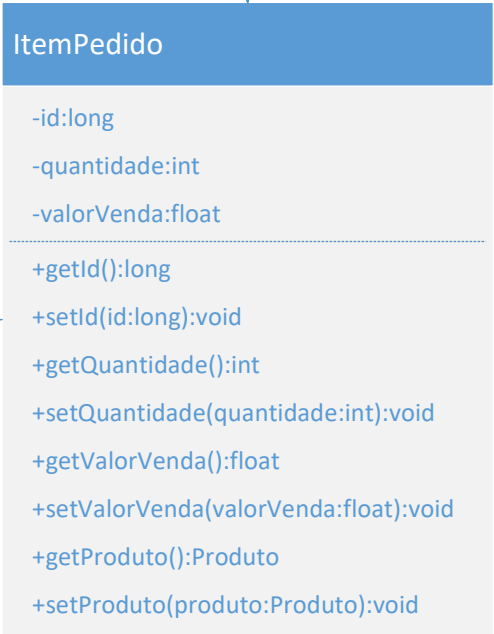 ItemPedido
-id:long
-quantidade:int
-valorVenda:float
+getId():long
+setId(id:long):void
+getQuantidade():int
+setQuantidade(quantidade:int):void
+getValorVenda():float
+setValorVenda(valorVenda:float):void
+getProduto():Produto
+setProduto(produto:Produto):void